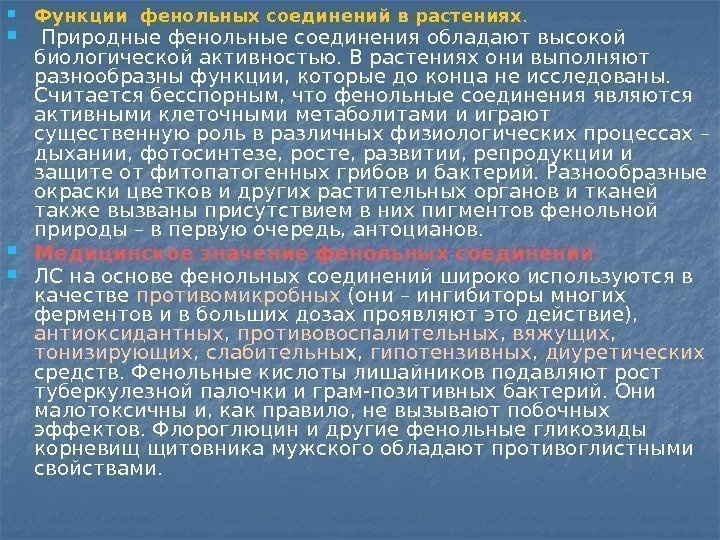 Функции фенольных соединений в растениях.
Природные фенольные соединения обладают высокой
биологической активностью. В растениях они выполняют
разнообразны функции, которые до конца не исследованы.
Считается бесспорным, что фенольные соединения являются
активными клеточными метаболитами и играют
существенную роль в различных физиологических процессах –
дыхании, фотосинтезе, росте, развитии, репродукции и
защите от фитопатогенных грибов и бактерий. Разнообразные
окраски цветков и других растительных органов и тканей
также вызваны присутствием в них пигментов фенольной
природы – в первую очередь, антоцианов.
Медицинское значение фенольных соединений.
ЛС на основе фенольных соединений широко используются в
качестве противомикробных (они – ингибиторы многих
ферментов и в больших дозах проявляют это действие),
антиоксидантных, противовоспалительных, вяжущих,
тонизирующих, слабительных, гипотензивных, диуретических
средств. Фенольные кислоты лишайников подавляют рост
туберкулезной палочки и грам-позитивных бактерий. Они
малотоксичны и, как правило, не вызывают побочных
эффектов. Флороглюцин и другие фенольные гликозиды
корневищ щитовника мужского обладают противоглистными
свойствами.